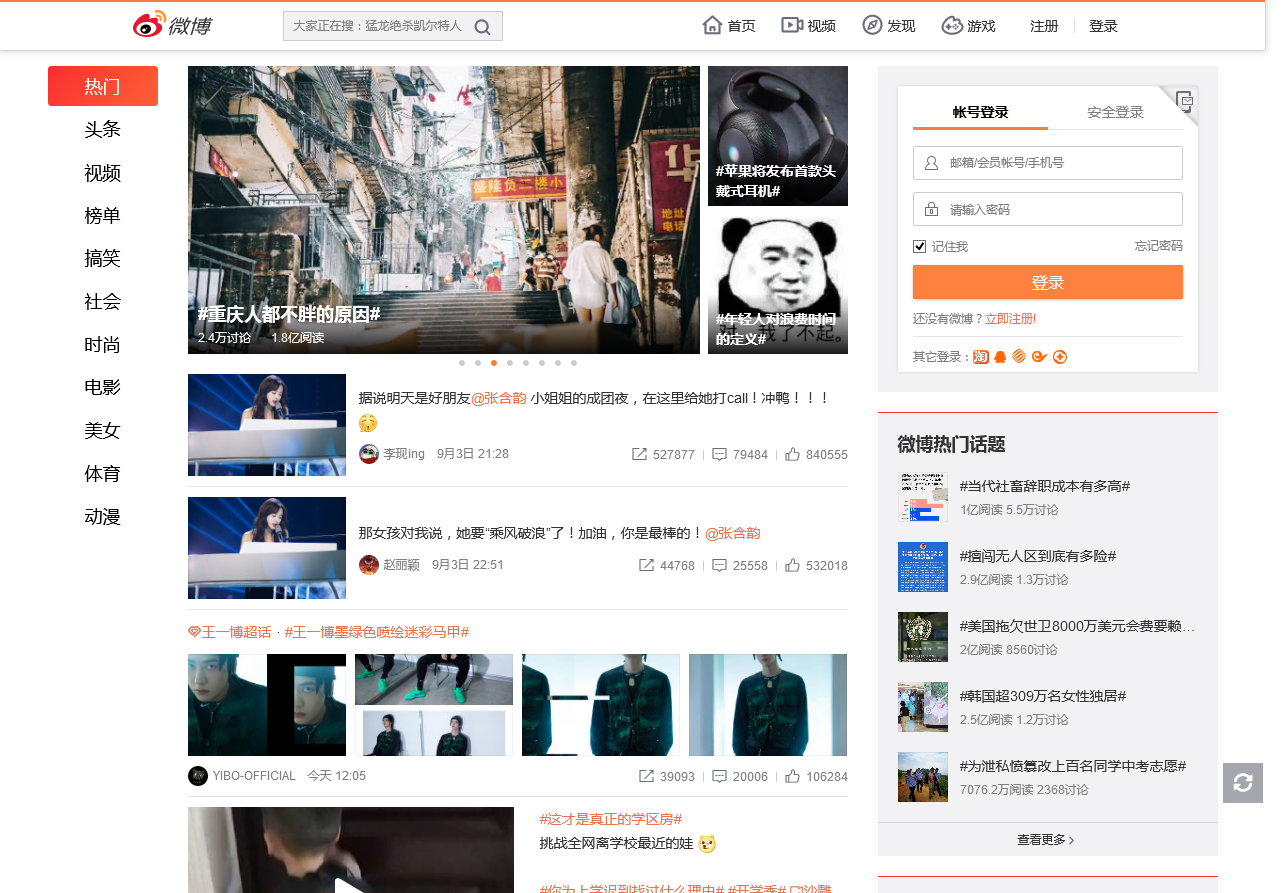 微博
大家正在搜：猛龙绝杀凯尔特人
首页
视频
发现
游戏
注册
登录
热门
头条
视频
榜单
搞笑
社会
时尚
电影
美女
体育
动漫
盛隆负二楼小
地址
电话
#重庆人都不胖的原因#
2.4万讨论 1.8亿阅读
#苹果将发布首款头
戴式耳机#
#年轻人对浪费时间
的定义#
据说明天是好朋友@张含韵 小姐姐的成团夜，在这里给她打call！冲鸭！！！
李现ing 9月3日 21:28
527877 79484 840555
那女孩对我说，她要“乘风破浪”了！加油，你是最棒的！@张含韵
赵丽颖 9月3日 22:51
44768 25558 532018
王一博超话 · #王一博墨绿色喷绘迷彩马甲#
YIBO-OFFICIAL 今天 12:05
39093 20006 106284
#这才是真正的学区房#
挑战全网离学校最近的娃
#你为上学迟到找过什么理由# #开学季# 口沙雕
帐号登录
安全登录
邮箱/会员帐号/手机号
请输入密码
记住我
忘记密码
登录
还没有微博？立即注册!
其它登录：
淘
微博热门话题
#当代社畜辞职成本有多高#
1亿阅读 5.5万讨论
#擅闯无人区到底有多险#
2.9亿阅读 1.3万讨论
#美国拖欠世卫8000万美元会费要赖…
2亿阅读 8560讨论
#韩国超309万名女性独居#
2.5亿阅读 1.2万讨论
#为泄私愤篡改上百名同学中考志愿#
7076.2万阅读 2368讨论
查看更多